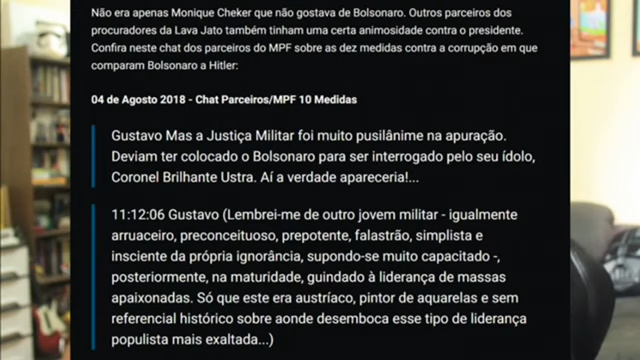 Não era apenas Monique Cheker que não gostava de Bolsonaro. Outros parceiros dos
procuradores da Lava Jato também tinham uma certa animosidade contra o presidente.
Confira neste chat dos parceiros do MPF sobre as dez medidas contra a corrupção em que
comparam Bolsonaro a Hitler:
04 de Agosto 2018 - Chat Parceiros/MPF 10 Medidas
Gustavo Mas a Justiça Militar foi muito pusilânime na apuração.
Deviam ter colocado o Bolsonaro para ser interrogado pelo seu ídolo,
Coronel Brilhante Ustra. Aí a verdade apareceria!...
11:12:06 Gustavo (Lembrei-me de outro jovem militar - igualmente
arruaceiro, preconceituoso, prepotente, falastrão, simplista e
insciente da própria ignorância, supondo-se muito capacitado -,
posteriormente, na maturidade, guindado à liderança de massas
apaixonadas. Só que este era austríaco, pintor de aquarelas e sem
referencial histórico sobre aonde desemboca esse tipo de liderança
populista mais exaltada...)